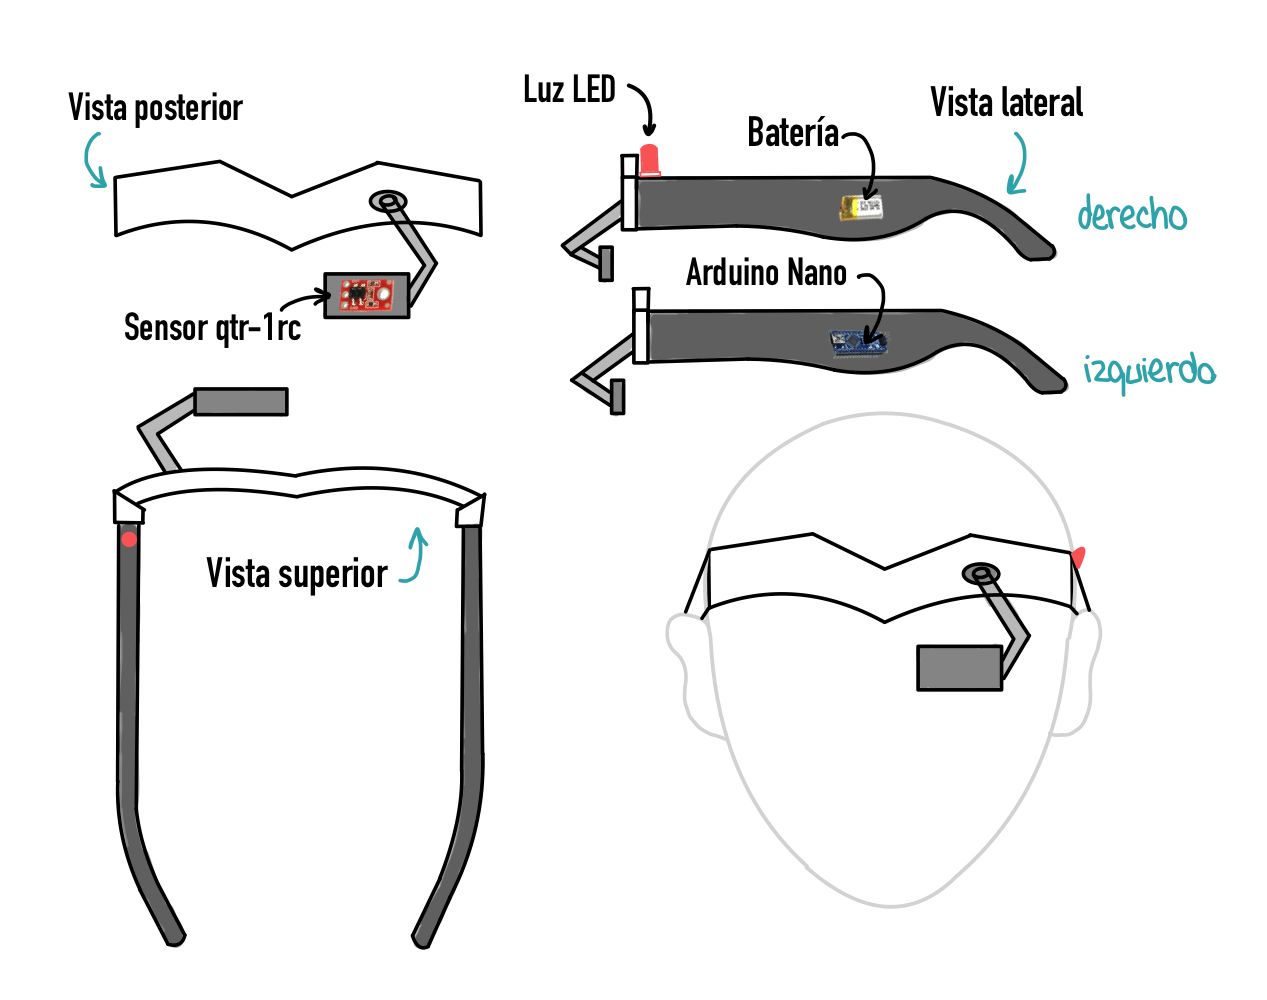 Vista posterior
Luz LED
Batería
Vista lateral
derecho
Arduino Nano
Sensor qtr-1rc
izquierdo
Vista superior